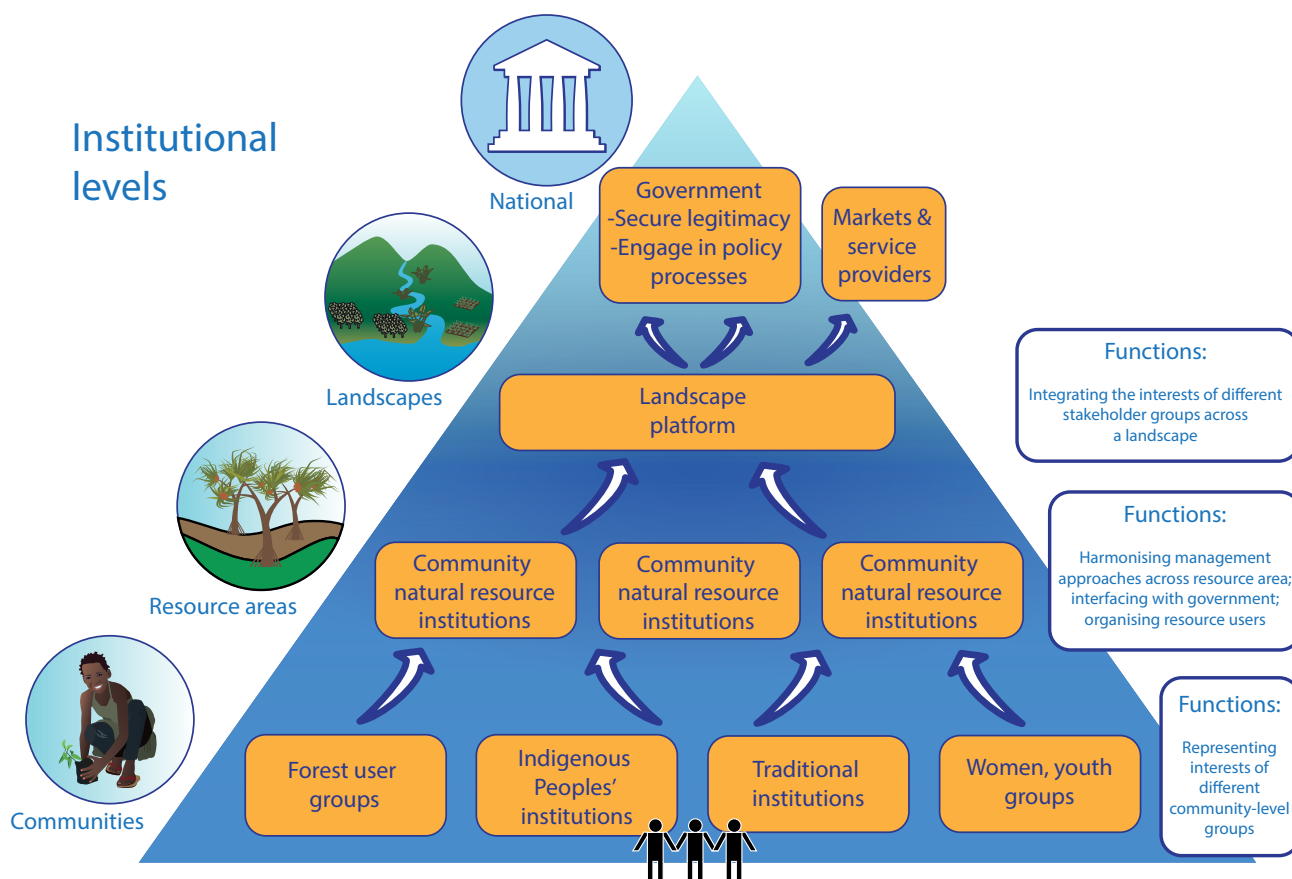 Institutional
levels
National
Government
-Secure legitimacy
-Engage in policy
processes
Markets &
service
providers
Landscapes
Functions:
Integrating the interests of different
stakeholder groups across
a landscape
Landscape
platform
Resource areas
Community
natural resource
institutions
Community
natural resource
institutions
Community
natural resource
institutions
Functions:
Harmonising management
approaches across resource area;
interfacing with government;
organising resource users
Communities
Forest user
groups
Indigenous
Peoples’
institutions
Traditional
institutions
Women, youth
groups
Functions:
Representing
interests of
different
community-level
groups